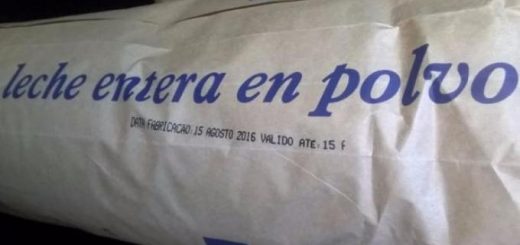 leche entera en polvo
DATA FABRICACAO:15 AGOSTO 2016 VALIDO ATE:15 F